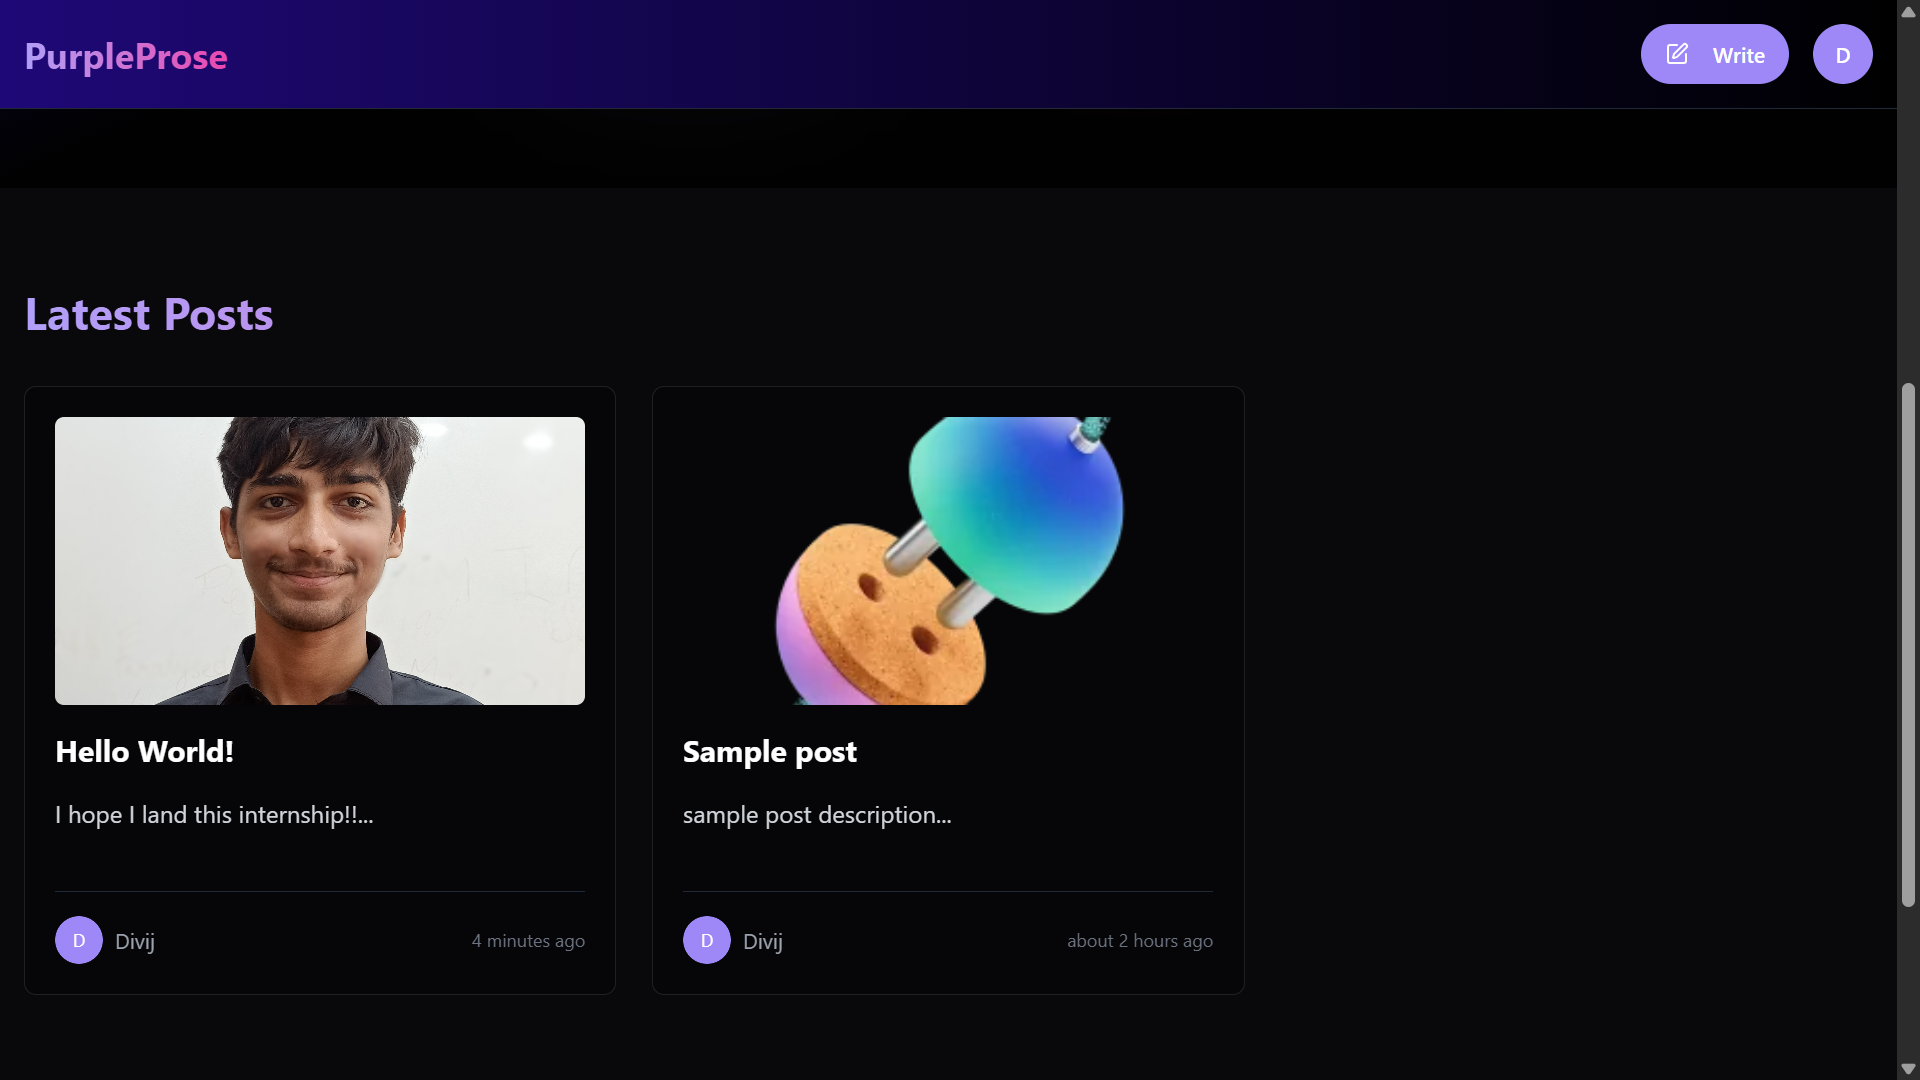 PurpleProse
Write
D
Latest Posts
Hello World!
I hope I land this internship!!...
D Divij 4 minutes ago
Sample post
sample post description...
D Divij about 2 hours ago